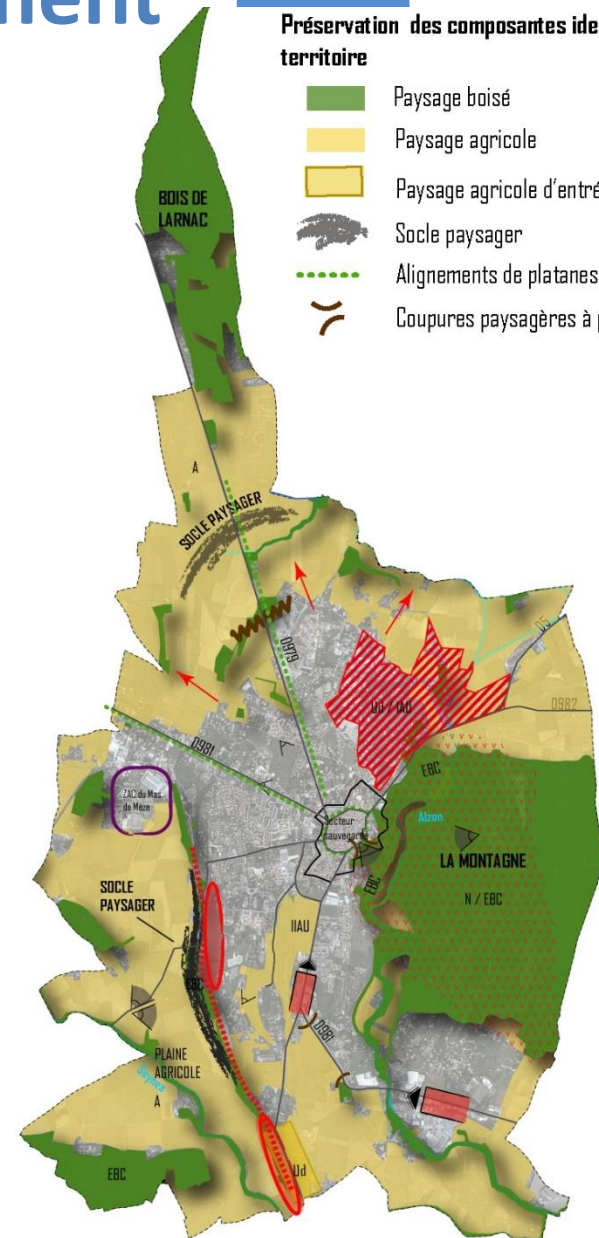 ment
Préservation des composantes ide
territoire
Paysage boisé
Paysage agricole
Paysage agricole d'entré
Socle paysager
Alignements de platanes
Coupures paysagères à p
BOIS DE
LARNAC
A
SOCLE PAYSAGER
D979
D5
D982
Ud / IAU
D981
EBC
ZAC du Mas
de Mèze
Secteur
sauvegardé
Alzon
LA MONTAGNE
EBC
N / EBC
SOCLE
PAYSAGER
IIAU
EBC
D981
PLAINE
AGRICOLE
Seynes
A
Ud
EBC